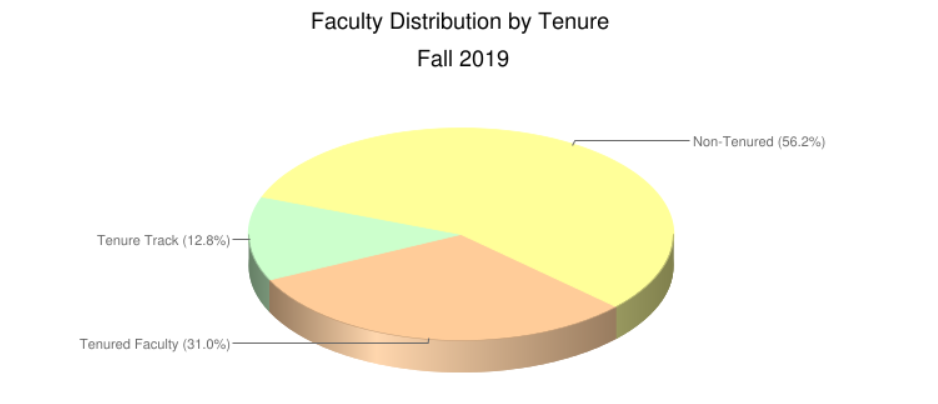 Faculty Distribution by Tenure
Fall 2019
Non-Tenured (56.2%)
Tenure Track (12.8%)
Tenured Faculty (31.0%)